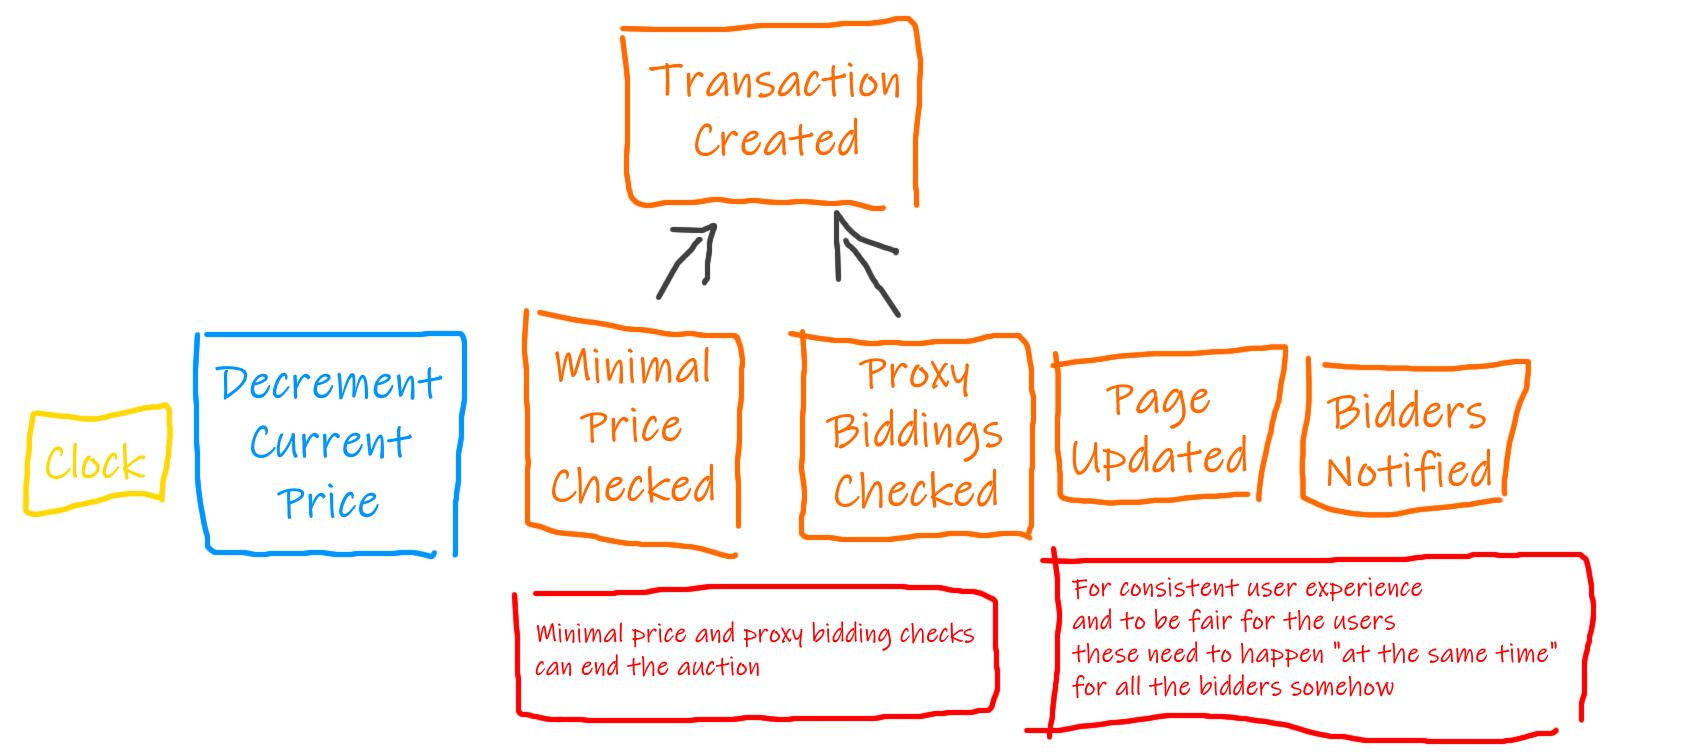 Transaction
Created
Clock
Decrement
Current
Price
Minimal
Price
Checked
Proxy
Biddings
Checked
Page
Updated
Bidders
Notified
Minimal price and proxy bidding checks
can end the auction
For consistent user experience
and to be fair for the users
these need to happen "at the same time"
for all the bidders somehow